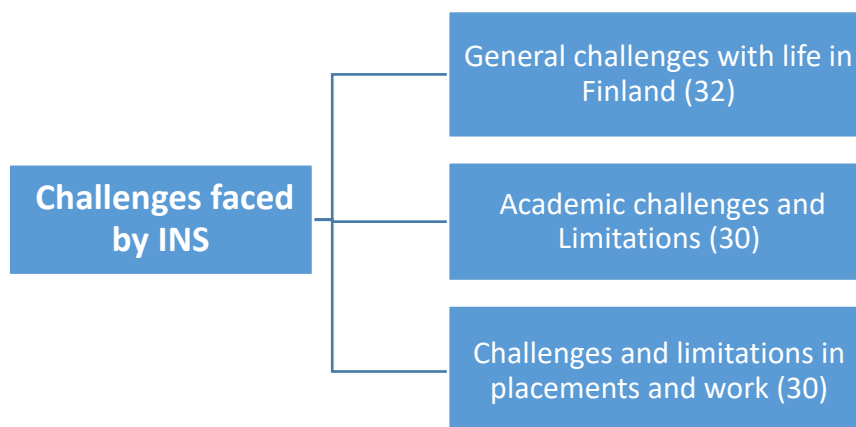 General challenges with life in
Finland (32)
Challenges faced
by INS
Academic challenges and
Limitations (30)
Challenges and limitations in
placements and work (30)